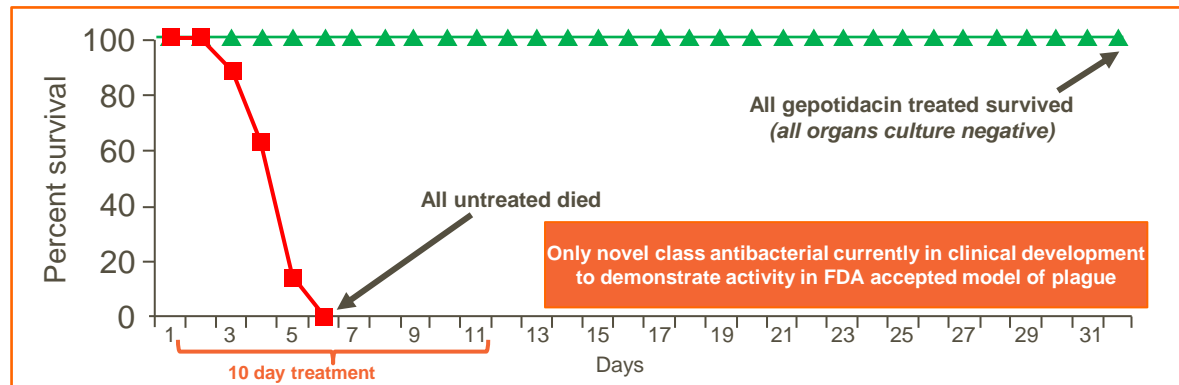 Percent survival
100
80
60
40
20
0
All gepotidacin treated survived
(all organs culture negative)
All untreated died
Only novel class antibacterial currently in clinical development
to demonstrate activity in FDA accepted model of plague
1 3 5 7 9 11 13 15 17 19 21 23 25 27 29 31
Days
10 day treatment